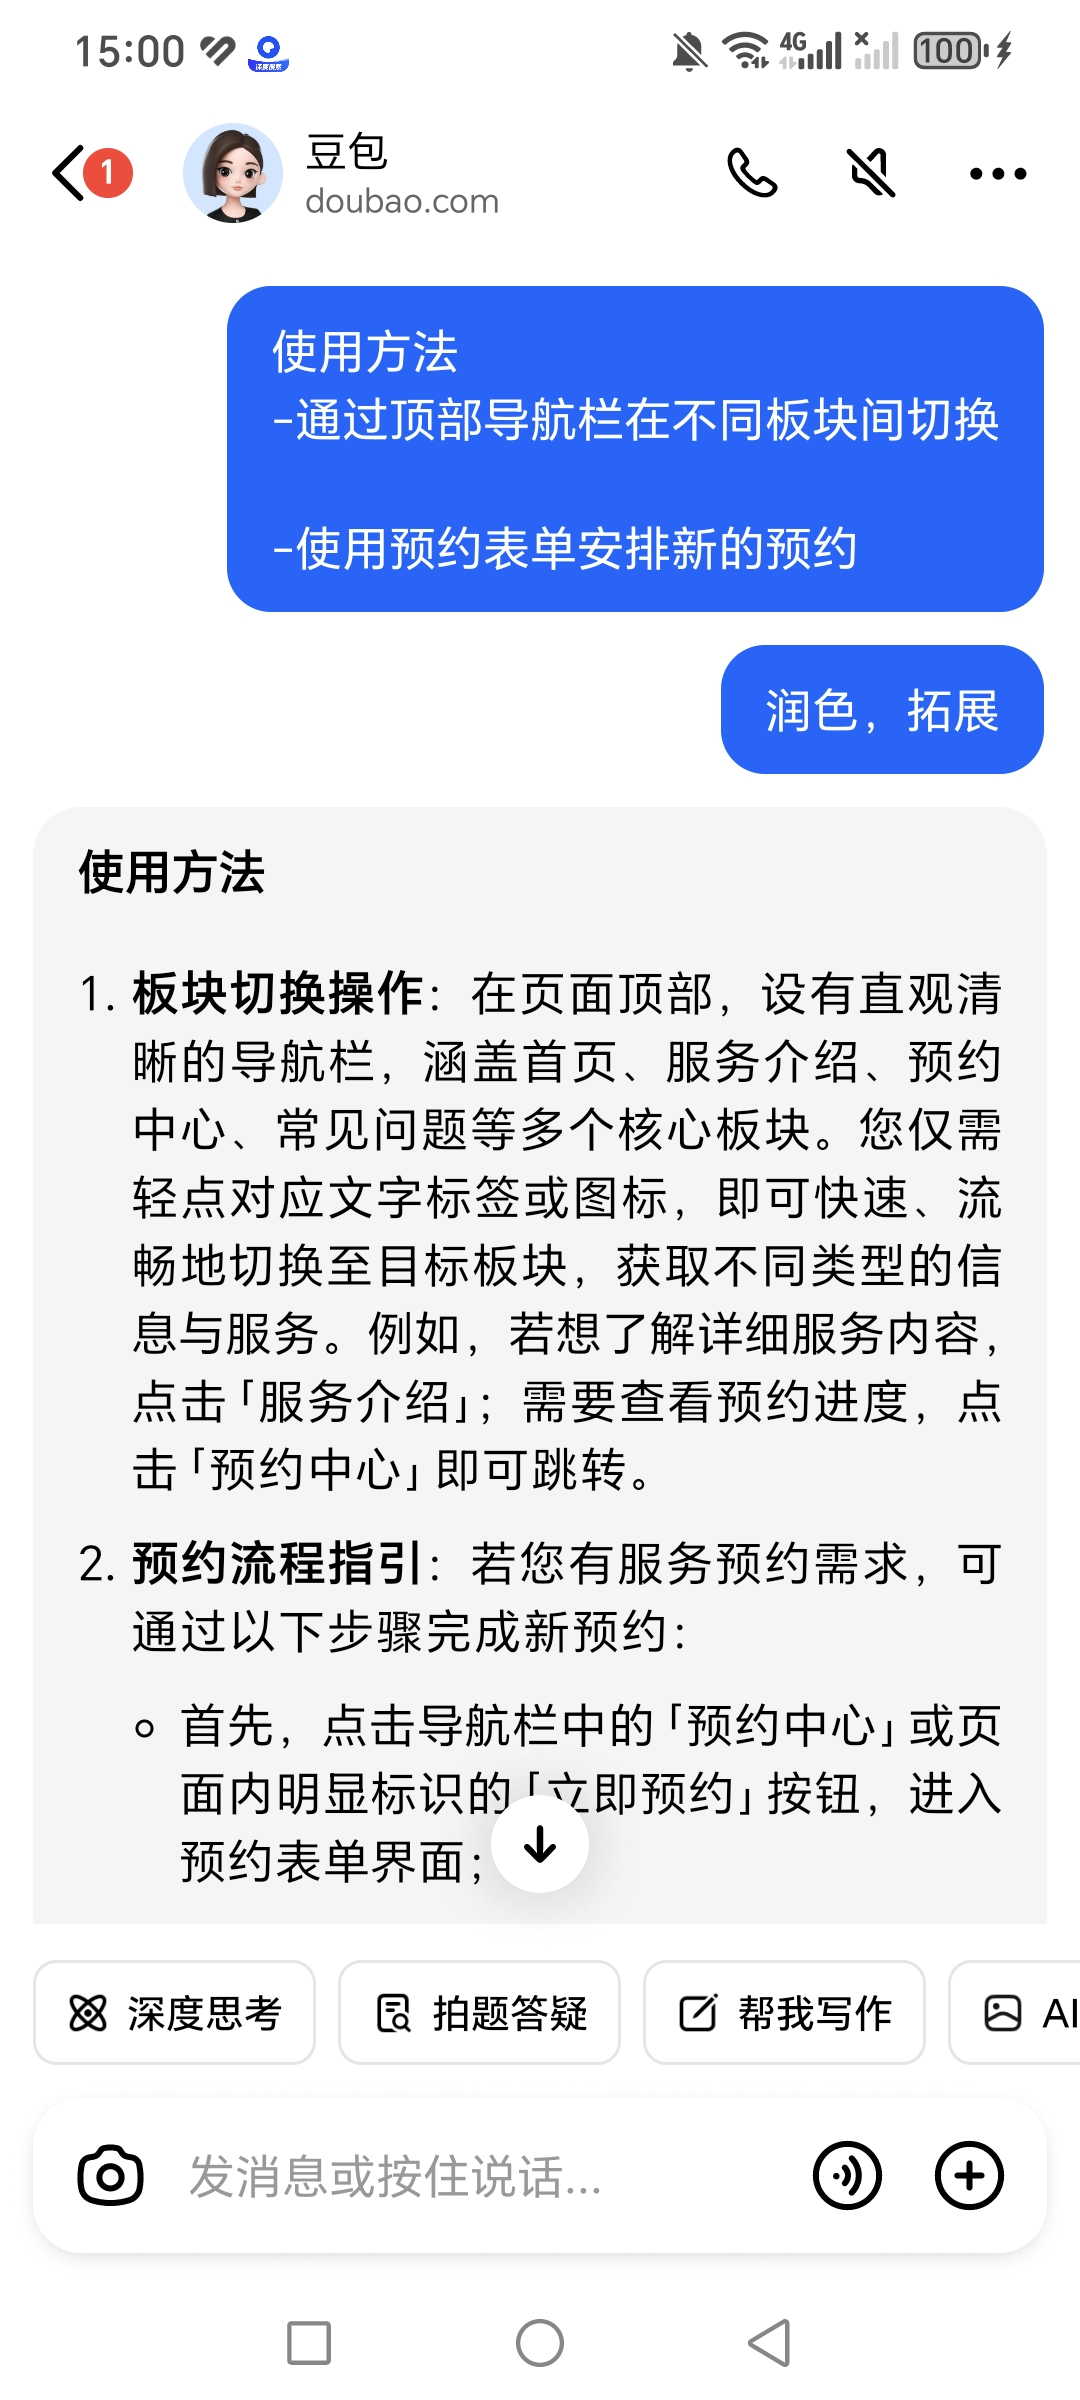 15:00
4G
100
1
豆包
doubao.com
使用方法
-通过顶部导航栏在不同板块间切换
-使用预约表单安排新的预约
润色，拓展
使用方法
1. 板块切换操作：在页面顶部，设有直观清
晰的导航栏，涵盖首页、服务介绍、预约
中心、常见问题等多个核心板块。您仅需
轻点对应文字标签或图标，即可快速、流
畅地切换至目标板块，获取不同类型的信
息与服务。例如，若想了解详细服务内容，
点击「服务介绍」；需要查看预约进度，点
击「预约中心」即可跳转。
2. 预约流程指引：若您有服务预约需求，可
通过以下步骤完成新预约：
首先，点击导航栏中的「预约中心」或页
面内明显标识的「立即预约」按钮，进入
预约表单界面；
深度思考
拍题答疑
帮我写作
AI
发消息或按住说话...